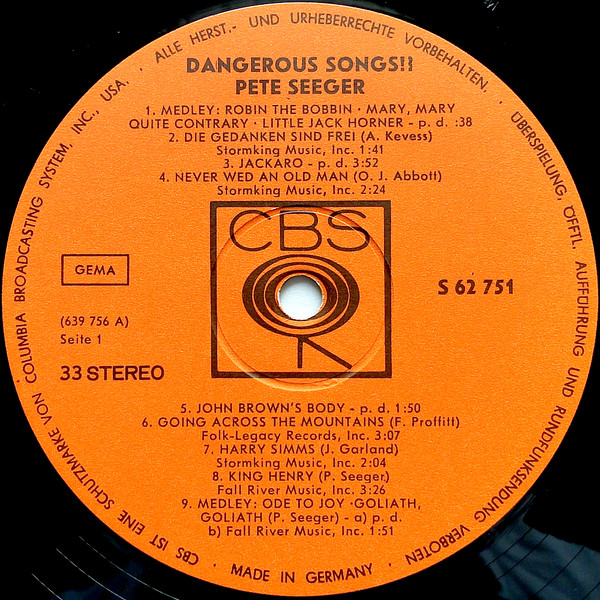 · ALLE HERST.- UND URHEBERRECHTE VORBEHALTEN. · ÜBERSPIELUNG, ÖFFTL. AUFFÜHRUNG UND RUNDFUNKSENDUNG VERBOTEN · MADE IN GERMANY · CBS IST EINE SCHUTZMARKE VON COLUMBIA BROADCASTING SYSTEM, INC., USA.
DANGEROUS SONGS!!
PETE SEEGER
1. MEDLEY: ROBIN THE BOBBIN · MARY, MARY
QUITE CONTRARY · LITTLE JACK HORNER - p. d. :38
2. DIE GEDANKEN SIND FREI (A. Kevess)
Stormking Music, Inc. 1:41
3. JACKARO - p. d. 3:52
4. NEVER WED AN OLD MAN (O. J. Abbott)
Stormking Music, Inc. 2:24
CBS
GEMA
S 62 751
(639 756 A)
Seite 1
33 STEREO
5. JOHN BROWN'S BODY - p. d. 1:50
6. GOING ACROSS THE MOUNTAINS (F. Proffitt)
Folk-Legacy Records, Inc. 3:07
7. HARRY SIMMS (J. Garland)
Stormking Music, Inc. 2:04
8. KING HENRY (P. Seeger)
Fall River Music, Inc. 3:26
9. MEDLEY: ODE TO JOY · GOLIATH,
GOLIATH (P. Seeger) - a) p. d.
b) Fall River Music, Inc. 1:51